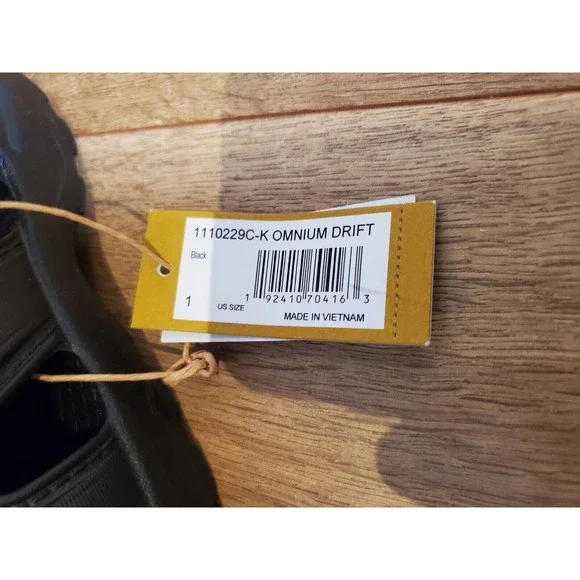 1110229C-K OMNIUM DRIFT
Black
1 US SIZE
1 92410 70416 3
MADE IN VIETNAM